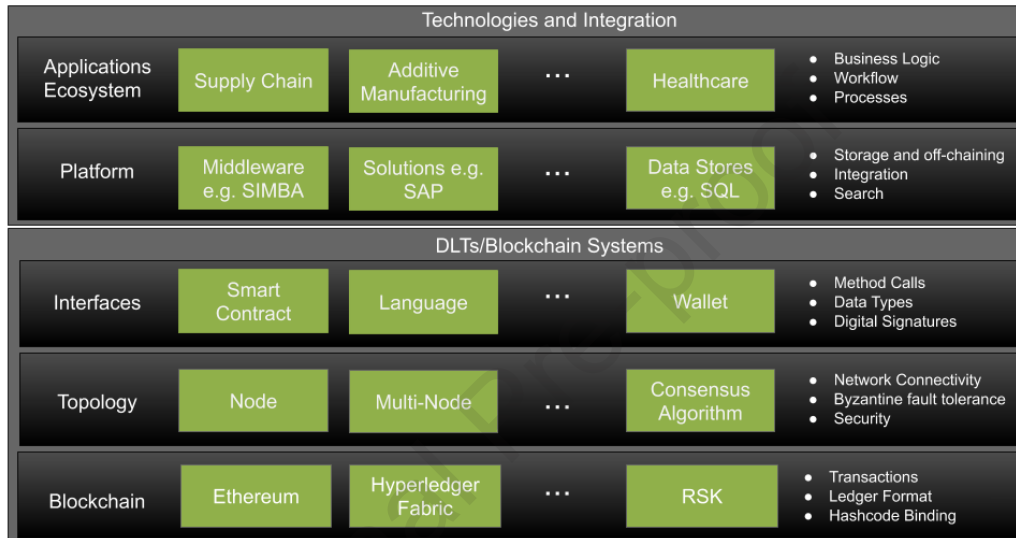 Technologies and Integration
Applications
Ecosystem
Supply Chain
Additive
Manufacturing
...
Healthcare
● Business Logic
● Workflow
● Processes
Platform
Middleware
e.g. SIMBA
Solutions e.g.
SAP
...
Data Stores
e.g. SQL
● Storage and off-chaining
● Integration
● Search
DLTs/Blockchain Systems
Interfaces
Smart
Contract
Language
...
Wallet
● Method Calls
● Data Types
● Digital Signatures
Topology
Node
Multi-Node
...
Consensus
Algorithm
● Network Connectivity
● Byzantine fault tolerance
● Security
Blockchain
Ethereum
Hyperledger
Fabric
...
RSK
● Transactions
● Ledger Format
● Hashcode Binding
Pre-proof